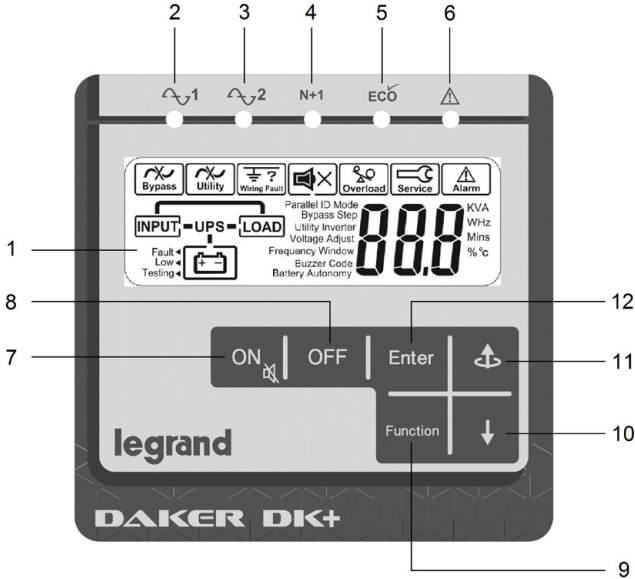 2 3 4 5 6
1 2 N+1 ECO
Bypass Utility Wiring Fault Overload Service Alarm
? 
Parallel ID Mode
Bypass Step
Utility Inverter
Voltage Adjust
Frequency Window
Buzzer Code
Battery Autonomy
88.8
KVA
WHz
Mins
% °c
INPUT UPS LOAD
1
Fault
Low
Testing
+ -
8
12
7
ON OFF Enter
11
Function
10
legrand
DAKER DK+
9